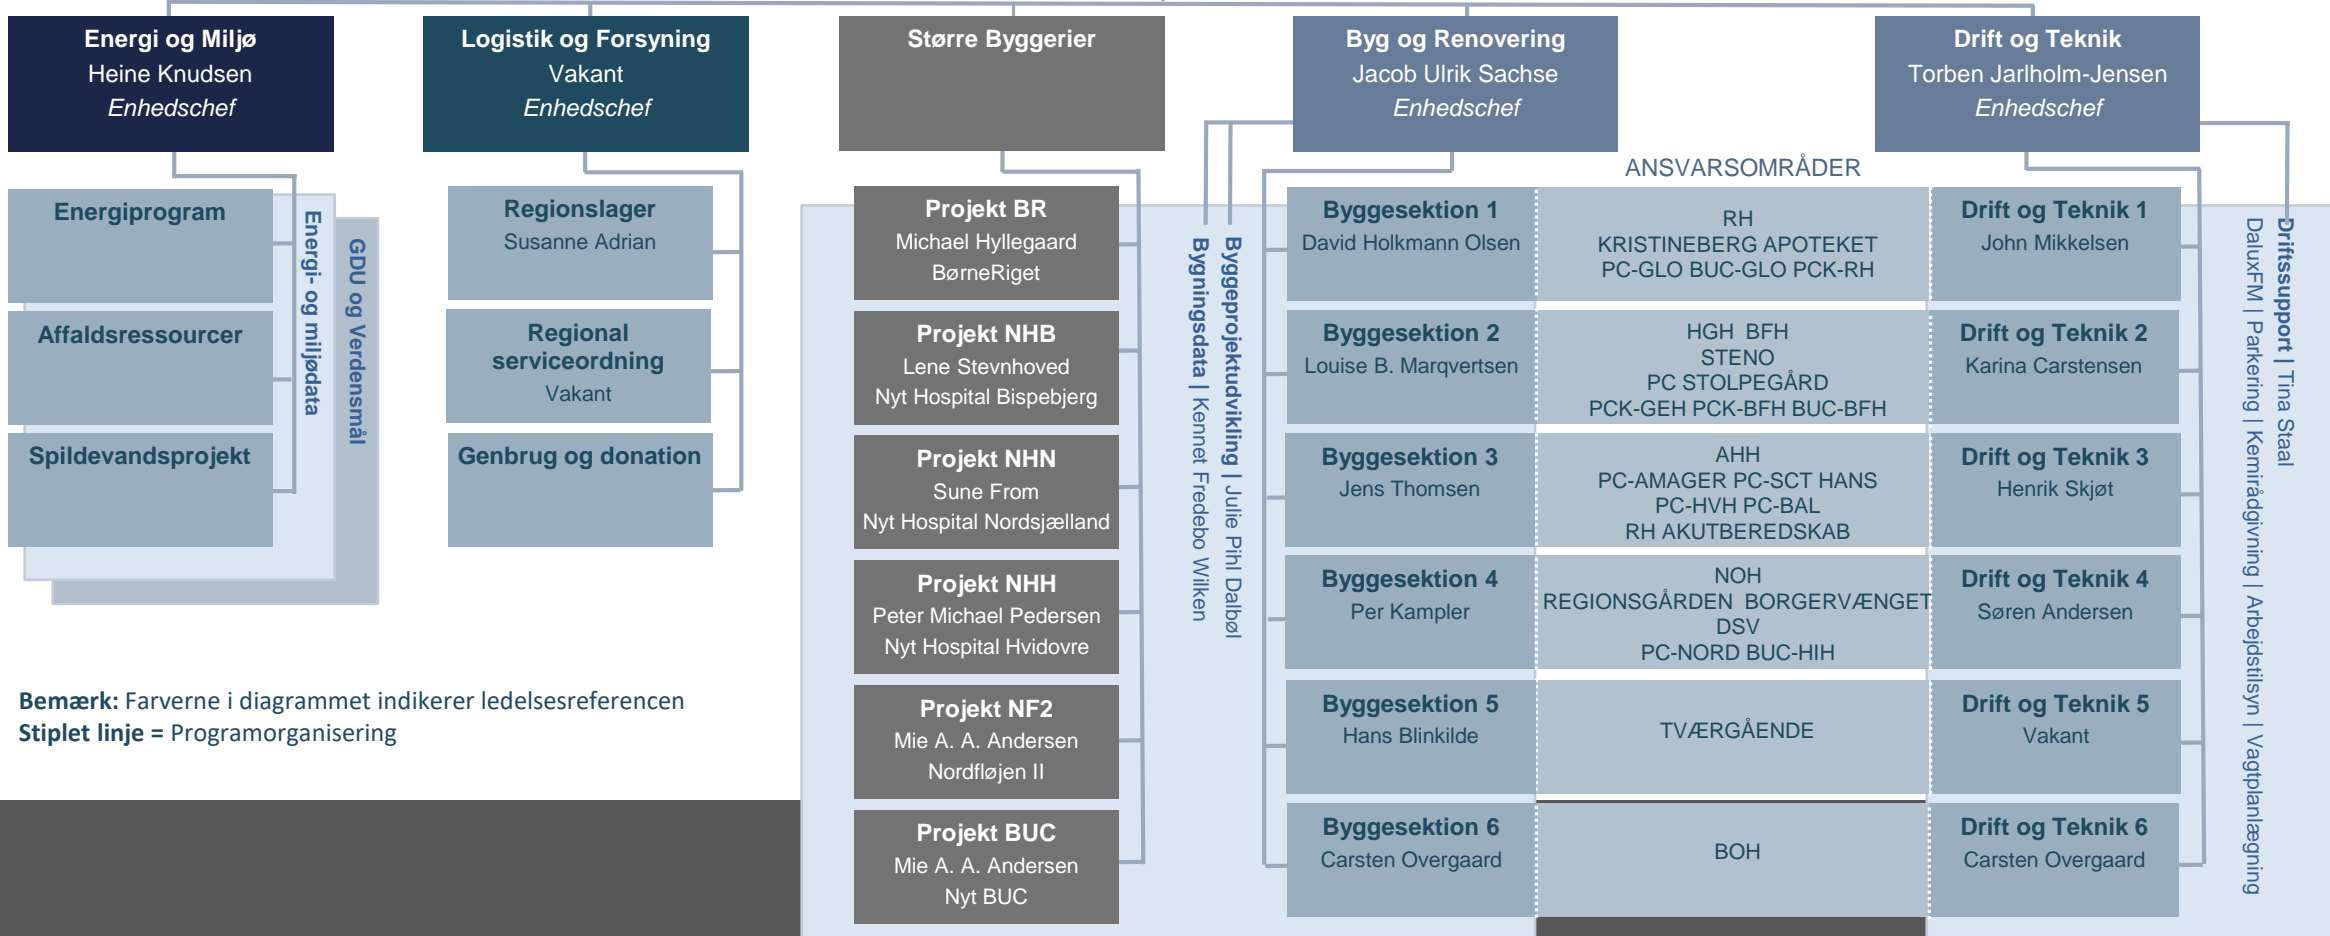 Energi og Miljø
Heine Knudsen
Enhedschef
Energiprogram
Affaldsressourcer
Spildevandsprojekt
Energi- og miljødata
GDU og Verdensmål
Logistik og Forsyning
Vakant
Enhedschef
Regionslager
Susanne Adrian
Regional
serviceordning
Vakant
Genbrug og donation
Større Byggerier
Projekt BR
Michael Hyllegaard
BørneRiget
Projekt NHB
Lene Stevnhoved
Nyt Hospital Bispebjerg
Projekt NHN
Sune From
Nyt Hospital Nordsjælland
Projekt NHH
Peter Michael Pedersen
Nyt Hospital Hvidovre
Projekt NF2
Mie A. A. Andersen
Nordfløjen II
Projekt BUC
Mie A. A. Andersen
Nyt BUC
Byg og Renovering
Jacob Ulrik Sachse
Enhedschef
Byggeprojektudvikling | Julie Pihl Dalbøl
Bygningsdata | Kennet Fredebo Wilken
Byggesektion 1
David Holkmann Olsen
Byggesektion 2
Louise B. Marqvertsen
Byggesektion 3
Jens Thomsen
Byggesektion 4
Per Kampler
Byggesektion 5
Hans Blinkilde
Byggesektion 6
Carsten Overgaard
ANSVARSOMRÅDER
RH
KRISTINEBERG APOTEKET
PC-GLO BUC-GLO PCK-RH
HGH BFH
STENO
PC STOLPEGÅRD
PCK-GEH PCK-BFH BUC-BFH
AHH
PC-AMAGER PC-SCT HANS
PC-HVH PC-BAL
RH AKUTBEREDSKAB
NOH
REGIONSGÅRDEN BORGERVÆNGET
DSV
PC-NORD BUC-HIH
TVÆRGÅENDE
BOH
Drift og Teknik
Torben Jarlholm-Jensen
Enhedschef
Drift og Teknik 1
John Mikkelsen
Drift og Teknik 2
Karina Carstensen
Drift og Teknik 3
Henrik Skjøt
Drift og Teknik 4
Søren Andersen
Drift og Teknik 5
Vakant
Drift og Teknik 6
Carsten Overgaard
Driftssupport | Tina Staal
DaluxFM | Parkering | Kemirådgivning | Arbejdstilsyn | Vagtplanlægning
Bemærk: Farverne i diagrammet indikerer ledelsesreferencen
Stiplet linje = Programorganisering